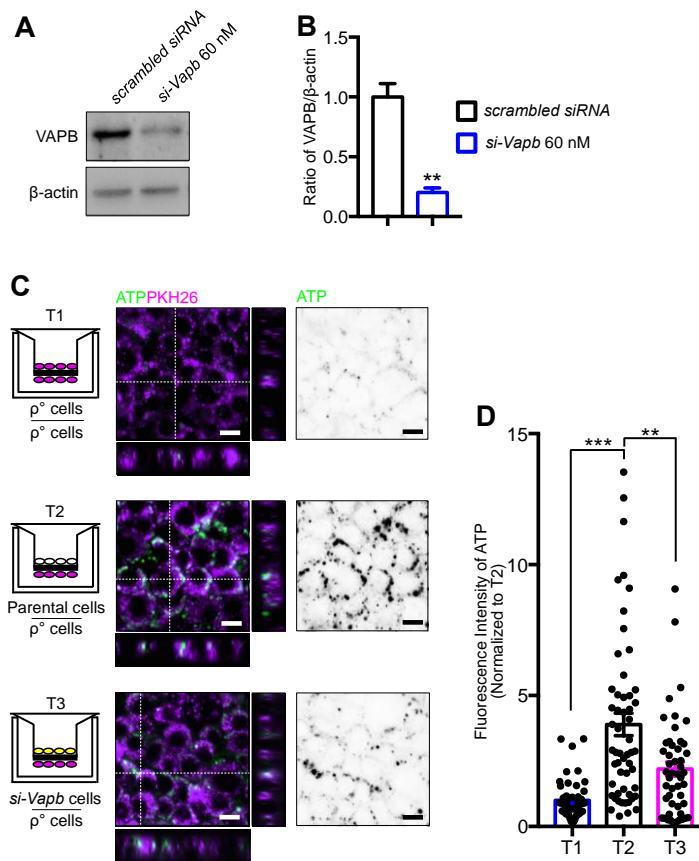 A
scrambled siRNA
si-Vapb 60 nM
VAPB
β-actin
B
Ratio of VAPB/β-actin
1.5
1.0
0.5
0.0
**
scrambled siRNA
si-Vapb 60 nM
C
ATPPKH26
ATP
T1
ρ° cells
ρ° cells
T2
Parental cells
ρ° cells
T3
si-Vapb cells
ρ° cells
D
Fluorescence Intensity of ATP
(Normalized to T2)
15
10
5
0
***
**
T1
T2
T3